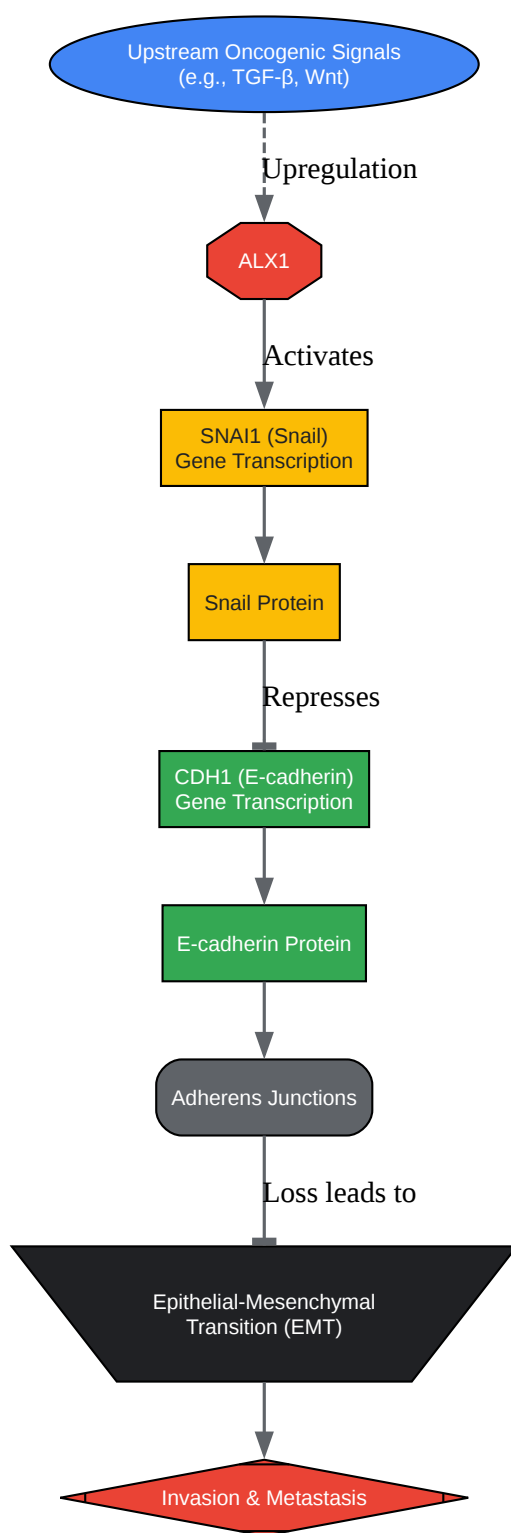 Upstream Oncogenic Signals
(e.g., TGF-β, Wnt)
Upregulation
ALX1
Activates
SNAI1 (Snail)
Gene Transcription
Snail Protein
Represses
CDH1 (E-cadherin)
Gene Transcription
E-cadherin Protein
Adherens Junctions
Loss leads to
Epithelial-Mesenchymal
Transition (EMT)
Invasion & Metastasis